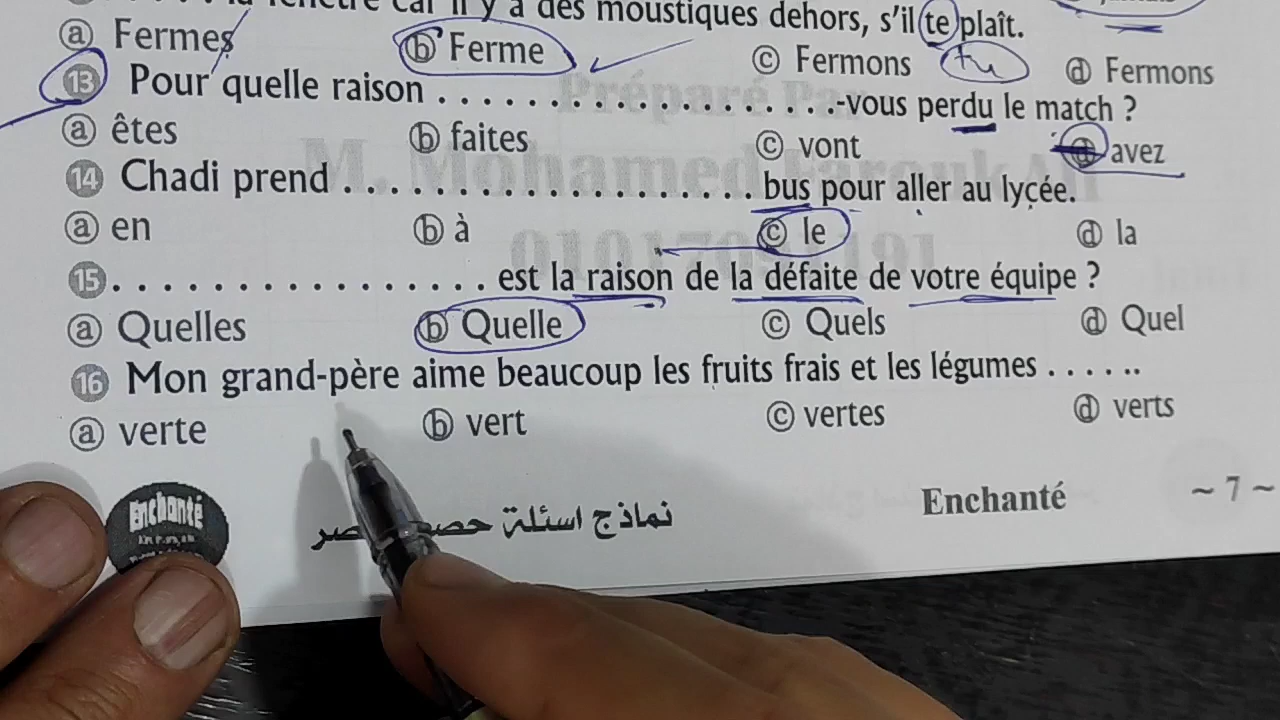 la fenêtre car il y a des moustiques dehors, s'il te plaît.
ⓐ Fermes ⓑ Ferme ⓒ Fermons tu ⓓ Fermons
13 Pour quelle raison . . . . . . . . . . . . . . . . . . .-vous perdu le match ?
ⓐ êtes ⓑ faites ⓒ vont ⓓ avez
14 Chadi prend . . . . . . . . . . . . . . . . . . . bus pour aller au lycée.
ⓐ en ⓑ à ⓒ le ⓓ la
15 . . . . . . . . . . . . . . . . . est la raison de la défaite de votre équipe ?
ⓐ Quelles ⓑ Quelle ⓒ Quels ⓓ Quel
16 Mon grand-père aime beaucoup les fruits frais et les légumes . . . . . ..
ⓐ verte ⓑ vert ⓒ vertes ⓓ verts
Enchanté
نماذج اسئلة
Enchanté
~ 7 ~